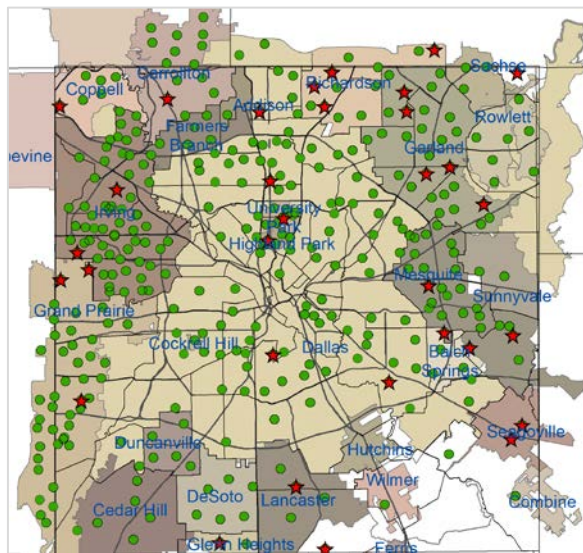 Carrollton
Sachse
Coppell
Richardson
Addison
Rowlett
Farmers
Branch
Garland
evine
Irving
University
Park
Highland Park
Mesquite
Sunnyvale
Grand Prairie
Cockrell Hill
Dallas
Balch
Springs
Seagoville
Duncanville
Hutchins
DeSoto
Lancaster
Wilmer
Cedar Hill
Combine
Glenn Heights
Ferris